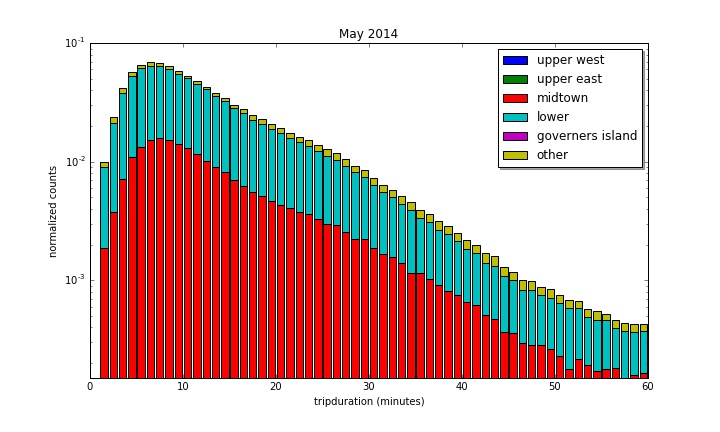 May 2014
10^-1
10^-2
10^-3
normalized counts
upper west
upper east
midtown
lower
governers island
other
0 10 20 30 40 50 60
tripduration (minutes)